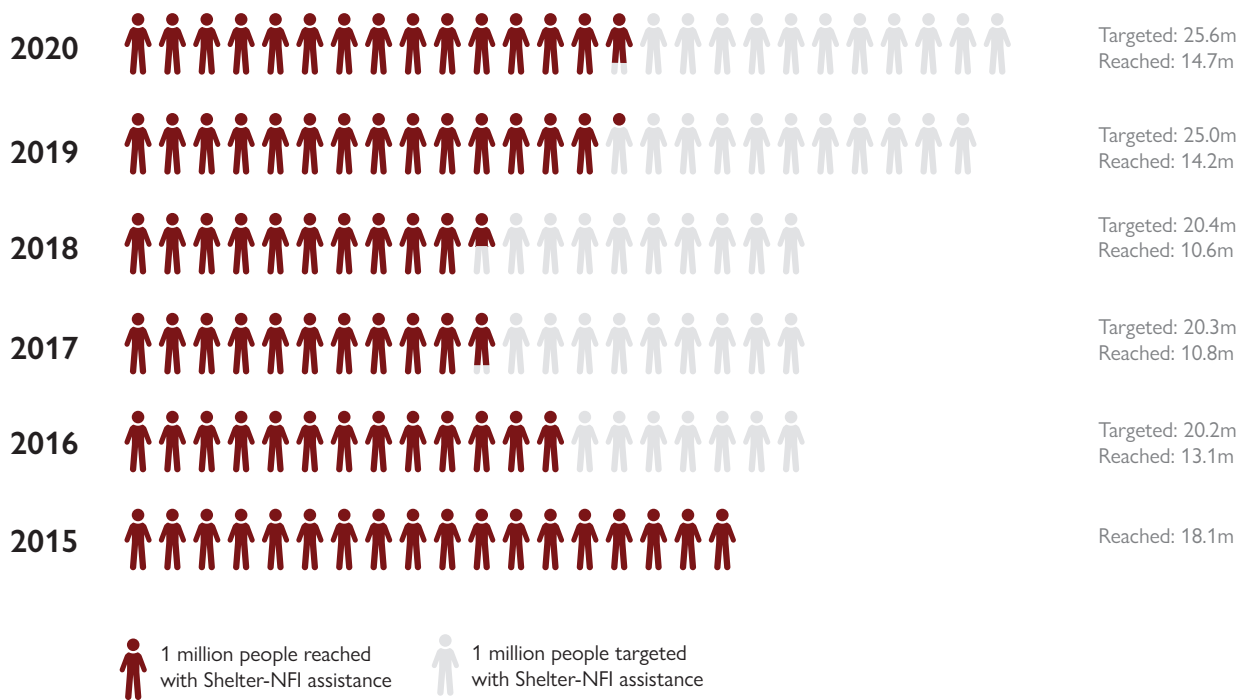 2020
Targeted: 25.6m
Reached: 14.7m
2019
Targeted: 25.0m
Reached: 14.2m
2018
Targeted: 20.4m
Reached: 10.6m
2017
Targeted: 20.3m
Reached: 10.8m
2016
Targeted: 20.2m
Reached: 13.1m
2015
Reached: 18.1m
1 million people reached
with Shelter-NFI assistance
1 million people targeted
with Shelter-NFI assistance